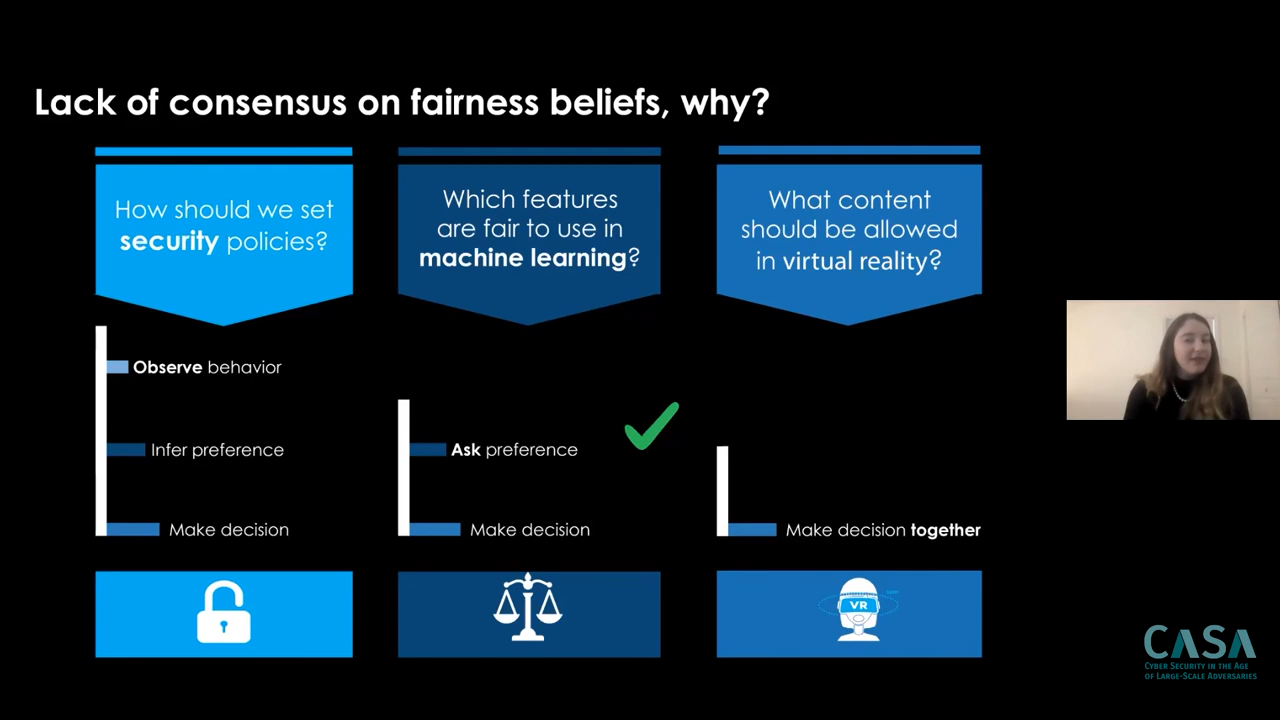 Lack of consensus on fairness beliefs, why?
How should we set
security policies?
Which features
are fair to use in
machine learning?
What content
should be allowed
in virtual reality?
Observe behavior
Infer preference
Make decision
Ask preference
Make decision
Make decision together
VR
CASA
CYBER SECURITY IN THE AGE
OF LARGE-SCALE ADVERSARIES